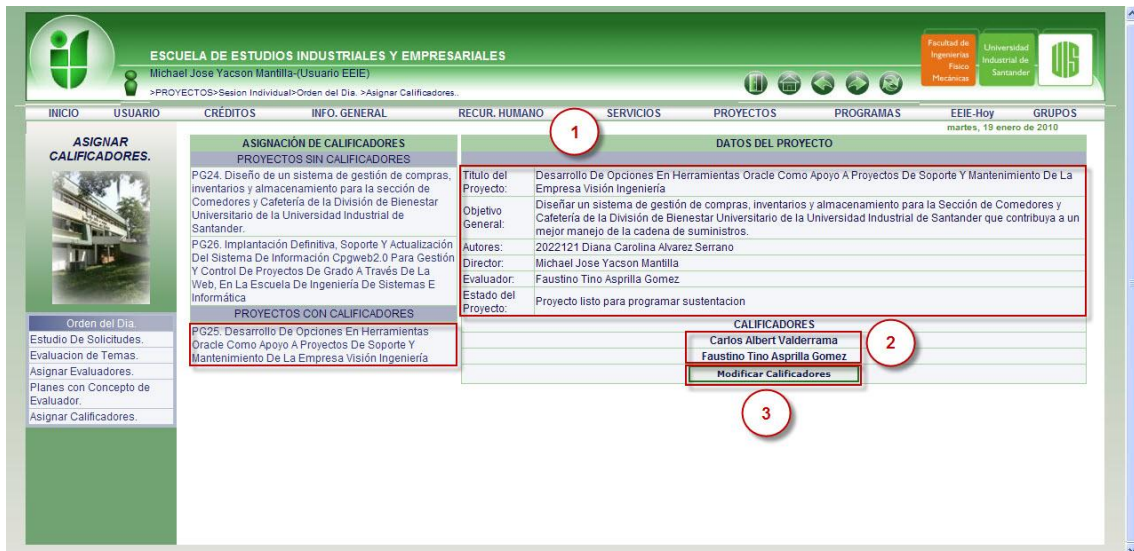 ESCUELA DE ESTUDIOS INDUSTRIALES Y EMPRESARIALES
Michael Jose Yacson Mantilla-(Usuario EEIE)
>PROYECTOS>Sesion Individual>Orden del Dia. >Asignar Calificadores..
Facultad de
Ingenierías
Físico
Mecánicas
Universidad
Industrial de
Santander
UIS
INICIO USUARIO CRÉDITOS INFO. GENERAL RECUR. HUMANO SERVICIOS PROYECTOS PROGRAMAS EEIE-Hoy GRUPOS
martes, 19 enero de 2010
ASIGNAR
CALIFICADORES.
Orden del Dia.
Estudio De Solicitudes.
Evaluacion de Temas.
Asignar Evaluadores.
Planes con Concepto de
Evaluador.
Asignar Calificadores.
ASIGNACIÓN DE CALIFICADORES
PROYECTOS SIN CALIFICADORES
PG24. Diseño de un sistema de gestión de compras,
inventarios y almacenamiento para la sección de
Comedores y Cafetería de la División de Bienestar
Universitario de la Universidad Industrial de
Santander.
PG26. Implantación Definitiva, Soporte Y Actualización
Del Sistema De Información Cpgweb2.0 Para Gestión
Y Control De Proyectos De Grado A Través De La
Web, En La Escuela De Ingeniería De Sistemas E
Informática
PROYECTOS CON CALIFICADORES
PG25. Desarrollo De Opciones En Herramientas
Oracle Como Apoyo A Proyectos De Soporte Y
Mantenimiento De La Empresa Visión Ingeniería
1
DATOS DEL PROYECTO
Titulo del Proyecto: Desarrollo De Opciones En Herramientas Oracle Como Apoyo A Proyectos De Soporte Y Mantenimiento De La
Empresa Visión Ingeniería
Objetivo General: Diseñar un sistema de gestión de compras, inventarios y almacenamiento para la Sección de Comedores y
Cafetería de la División de Bienestar Universitario de la Universidad Industrial de Santander que contribuya a un
mejor manejo de la cadena de suministros.
Autores: 2022121 Diana Carolina Alvarez Serrano
Director: Michael Jose Yacson Mantilla
Evaluador: Faustino Tino Asprilla Gomez
Estado del Proyecto: Proyecto listo para programar sustentacion
CALIFICADORES
Carlos Albert Valderrama
Faustino Tino Asprilla Gomez
2
Modificar Calificadores
3